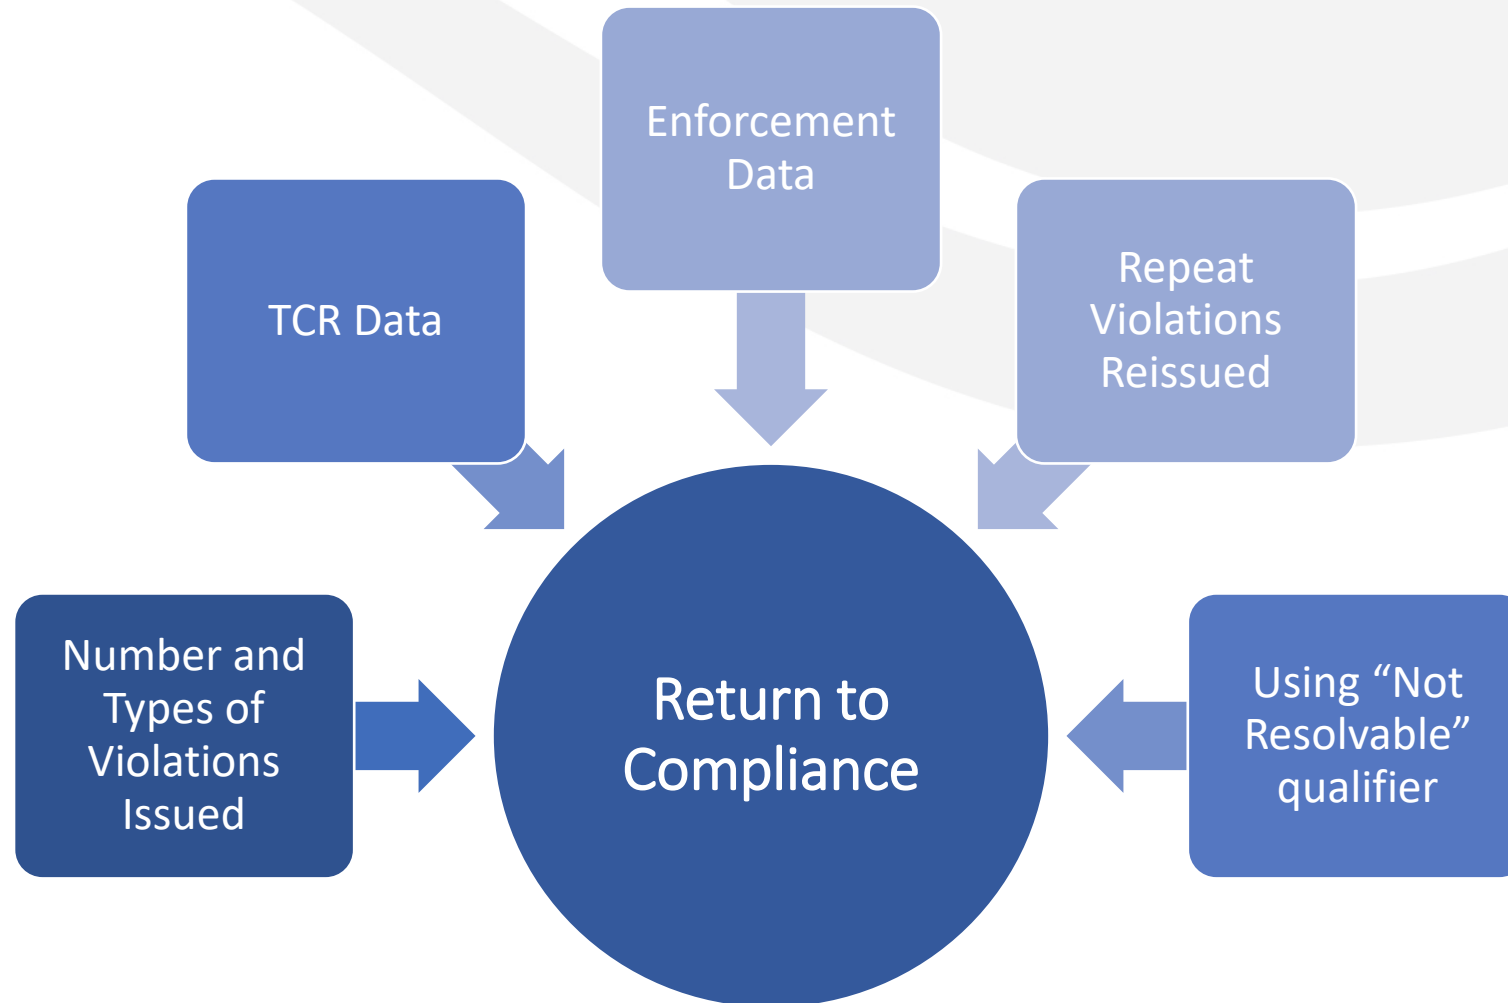 Enforcement
Data
TCR Data
Repeat
Violations
Reissued
Number and
Types of
Violations
Issued
Return to
Compliance
Using “Not
Resolvable”
qualifier